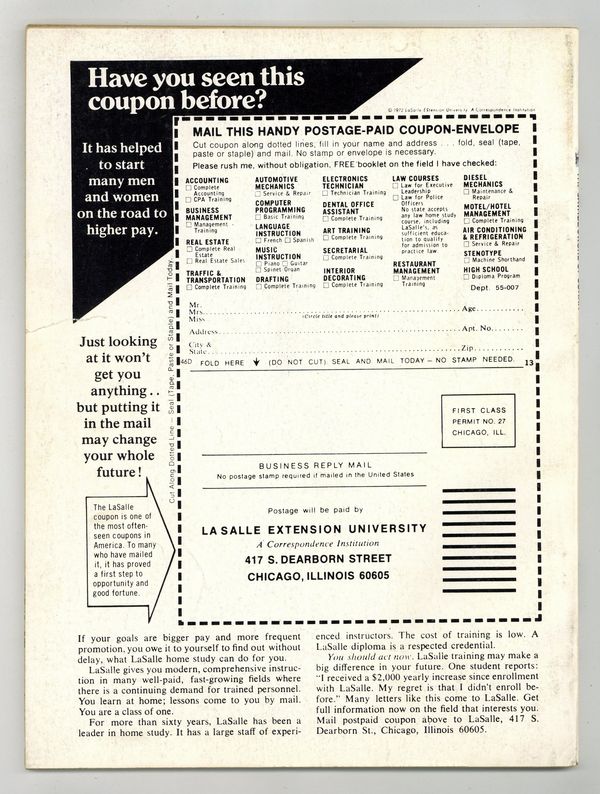 Have you seen this
coupon before?
© 1972 LaSalle Extension University, A Correspondence Institution
It has helped
to start
many men
and women
on the road to
higher pay.
Just looking
at it won't
get you
anything . .
but putting it
in the mail
may change
your whole
future!
The LaSalle
coupon is one of
the most often-
seen coupons in
America. To many
who have mailed
it, it has proved
a first step to
opportunity and
good fortune.
Cut Along Dotted Line — Seal (Tape, Paste or Staple) and Mail Today.
MAIL THIS HANDY POSTAGE-PAID COUPON-ENVELOPE
Cut coupon along dotted lines, fill in your name and address . . . fold, seal (tape,
paste or staple) and mail. No stamp or envelope is necessary.
Please rush me, without obligation, FREE booklet on the field I have checked:
ACCOUNTING
Complete
Accounting
CPA Training
BUSINESS
MANAGEMENT
Management
Training
REAL ESTATE
Complete Real
Estate
Real Estate Sales
TRAFFIC &
TRANSPORTATION
Complete Training
AUTOMOTIVE
MECHANICS
Service & Repair
COMPUTER
PROGRAMMING
Basic Training
LANGUAGE
INSTRUCTION
French Spanish
MUSIC
INSTRUCTION
Piano Guitar
Spinet Organ
DRAFTING
Complete Training
ELECTRONICS
TECHNICIAN
Technician Training
DENTAL OFFICE
ASSISTANT
Complete Training
ART TRAINING
Complete Training
SECRETARIAL
Complete Training
INTERIOR
DECORATING
Complete Training
LAW COURSES
Law for Executive
Leadership
Law for Police
Officers
No state accepts
any law home study
course, including
LaSalle's, as
sufficient educa-
tion to qualify
for admission to
practice law.
RESTAURANT
MANAGEMENT
Management
Training
DIESEL
MECHANICS
Maintenance &
Repair
MOTEL/HOTEL
MANAGEMENT
Complete Training
AIR CONDITIONING
& REFRIGERATION
Service & Repair
STENOTYPE
Machine Shorthand
HIGH SCHOOL
Diploma Program
Dept. 55-007
Mr.
Mrs. Age
Miss (Circle title and please print)
Address Apt. No.
City &
State Zip
46D FOLD HERE (DO NOT CUT) SEAL AND MAIL TODAY – NO STAMP NEEDED. 13
FIRST CLASS
PERMIT NO. 27
CHICAGO, ILL.
BUSINESS REPLY MAIL
No postage stamp required if mailed in the United States
Postage will be paid by
LA SALLE EXTENSION UNIVERSITY
A Correspondence Institution
417 S. DEARBORN STREET
CHICAGO, ILLINOIS 60605
If your goals are bigger pay and more frequent
promotion, you owe it to yourself to find out without
delay, what LaSalle home study can do for you.
LaSalle gives you modern, comprehensive instruc-
tion in many well-paid, fast-growing fields where
there is a continuing demand for trained personnel.
You learn at home; lessons come to you by mail.
You are a class of one.
For more than sixty years, LaSalle has been a
leader in home study. It has a large staff of experi-
enced instructors. The cost of training is low. A
LaSalle diploma is a respected credential.
You should act now. LaSalle training may make a
big difference in your future. One student reports:
"I received a $2,000 yearly increase since enrollment
with LaSalle. My regret is that I didn't enroll be-
fore." Many letters like this come to LaSalle. Get
full information now on the field that interests you.
Mail postpaid coupon above to LaSalle, 417 S.
Dearborn St., Chicago, Illinois 60605.